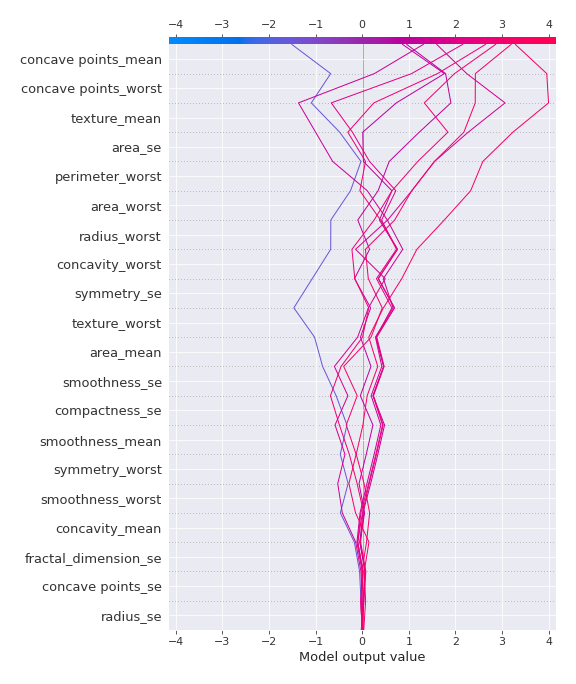 −4 −3 −2 −1 0 1 2 3 4
concave points_mean
concave points_worst
texture_mean
area_se
perimeter_worst
area_worst
radius_worst
concavity_worst
symmetry_se
texture_worst
area_mean
smoothness_se
compactness_se
smoothness_mean
symmetry_worst
smoothness_worst
concavity_mean
fractal_dimension_se
concave points_se
radius_se
−4 −3 −2 −1 0 1 2 3 4
Model output value